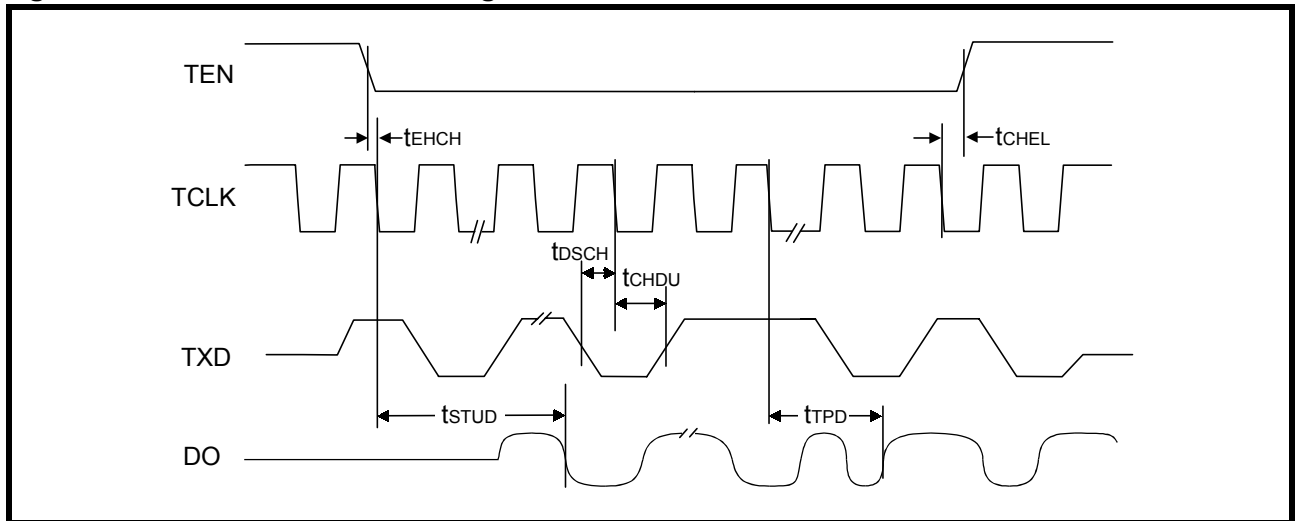 TEN
tEHCH
tCHEL
TCLK
tDSCH
tCHDU
TXD
tSTUD
tTPD
DO